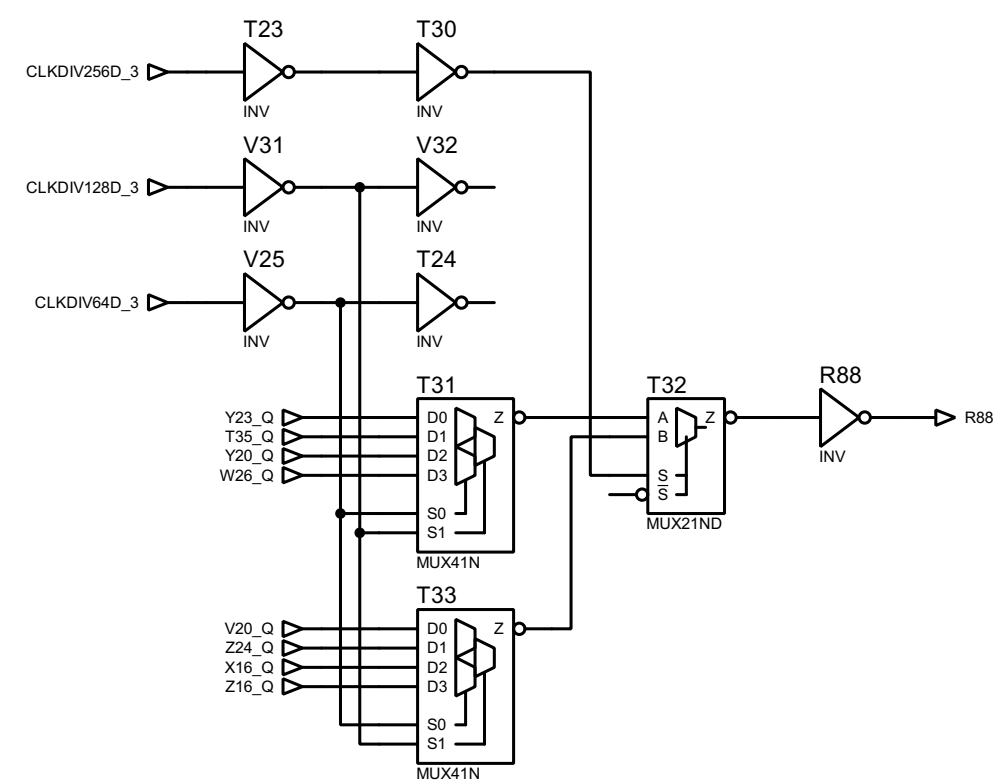 T23
T30
CLKDIV256D_3
INV
INV
V31
V32
CLKDIV128D_3
INV
INV
V25
T24
CLKDIV64D_3
INV
INV
T31
T32
R88
Y23_Q
D0
Z
A
Z
R88
T35_Q
D1
B
Y20_Q
D2
INV
W26_Q
D3
S
S
S0
S1
MUX21ND
MUX41N
T33
V20_Q
D0
Z
Z24_Q
D1
X16_Q
D2
Z16_Q
D3
S0
S1
MUX41N